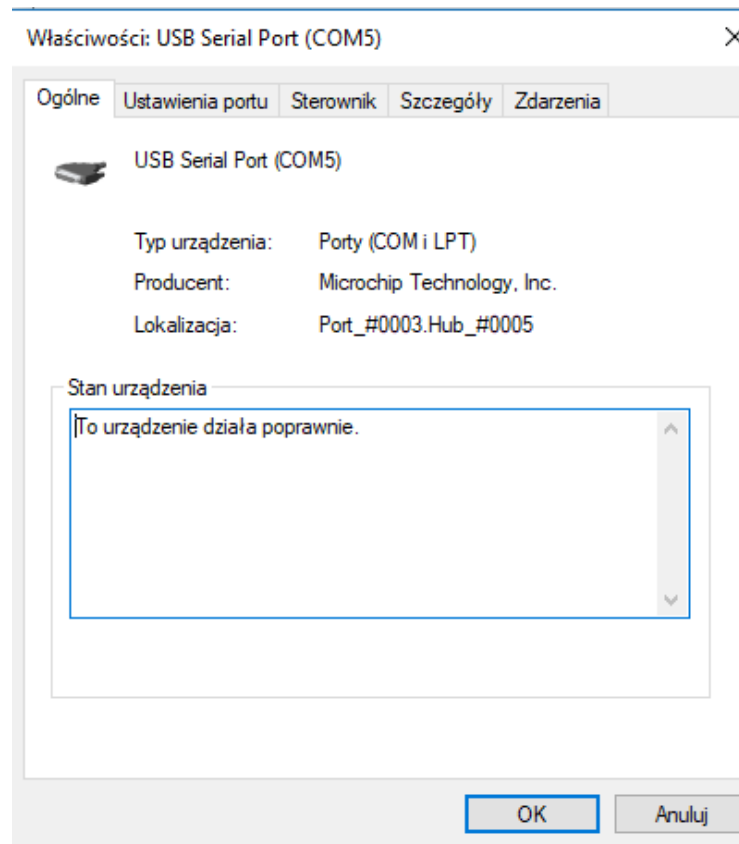 Właściwości: USB Serial Port (COM5)
Ogólne Ustawienia portu Sterownik Szczegóły Zdarzenia
USB Serial Port (COM5)
Typ urządzenia: Porty (COM i LPT)
Producent: Microchip Technology, Inc.
Lokalizacja: Port_#0003.Hub_#0005
Stan urządzenia
To urządzenie działa poprawnie.
OK Anuluj